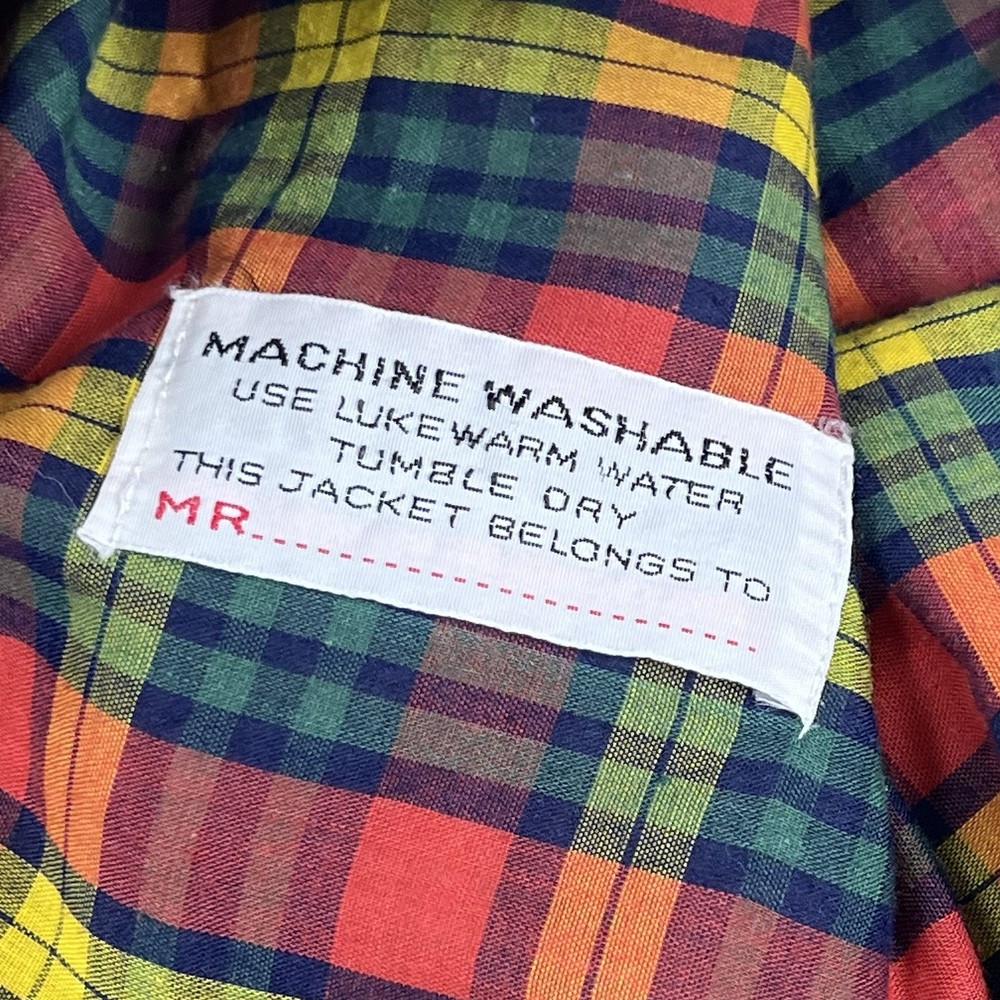 MACHINE WASHABLE
USE LUKEWARM WATER
TUMBLE DRY
THIS JACKET BELONGS TO
MR.......................